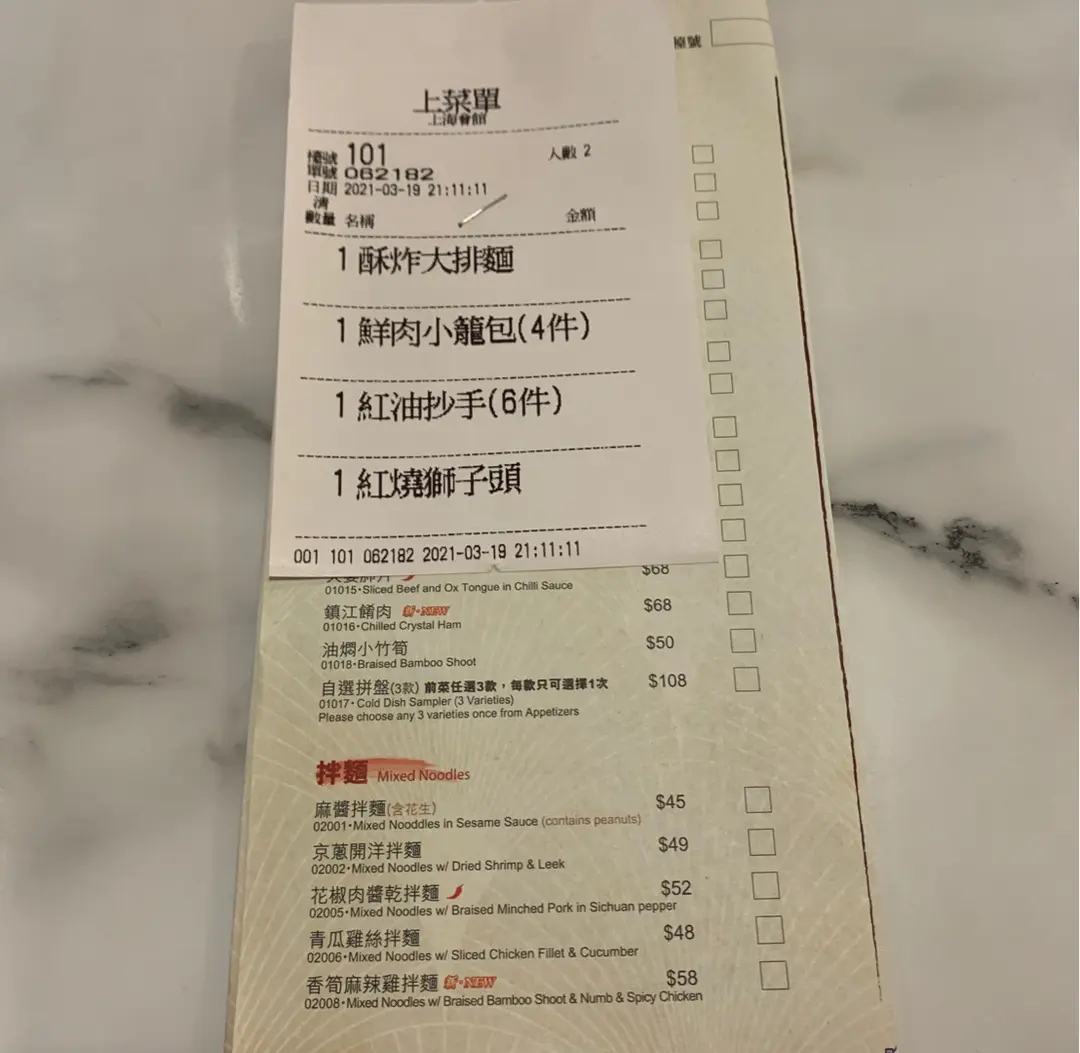 檯號
上菜單
上海會館
檯號 101 人數 2
單號 062182
日期 2021-03-19 21:11:11
清
數量 名稱 金額
1 酥炸大排麵
1 鮮肉小籠包(4件)
1 紅油抄手(6件)
1 紅燒獅子頭
001 101 062182 2021-03-19 21:11:11
$68
01015•Sliced Beef and Ox Tongue in Chilli Sauce
鎮江餚肉 新•NEW $68
01016•Chilled Crystal Ham
油燜小竹筍 $50
01018•Braised Bamboo Shoot
自選拼盤(3款) 前菜任選3款，每款只可選擇1次 $108
01017•Cold Dish Sampler (3 Varieties)
Please choose any 3 varieties once from Appetizers
拌麵 Mixed Noodles
麻醬拌麵(含花生) $45
02001•Mixed Nooddles in Sesame Sauce (contains peanuts)
京蔥開洋拌麵 $49
02002•Mixed Noodles w/ Dried Shrimp & Leek
花椒肉醬乾拌麵 $52
02005•Mixed Noodles w/ Braised Minched Pork in Sichuan pepper
青瓜雞絲拌麵 $48
02006•Mixed Noodles w/ Sliced Chicken Fillet & Cucumber
香筍麻辣雞拌麵 新•NEW $58
02008•Mixed Noodles w/ Braised Bamboo Shoot & Numb & Spicy Chicken